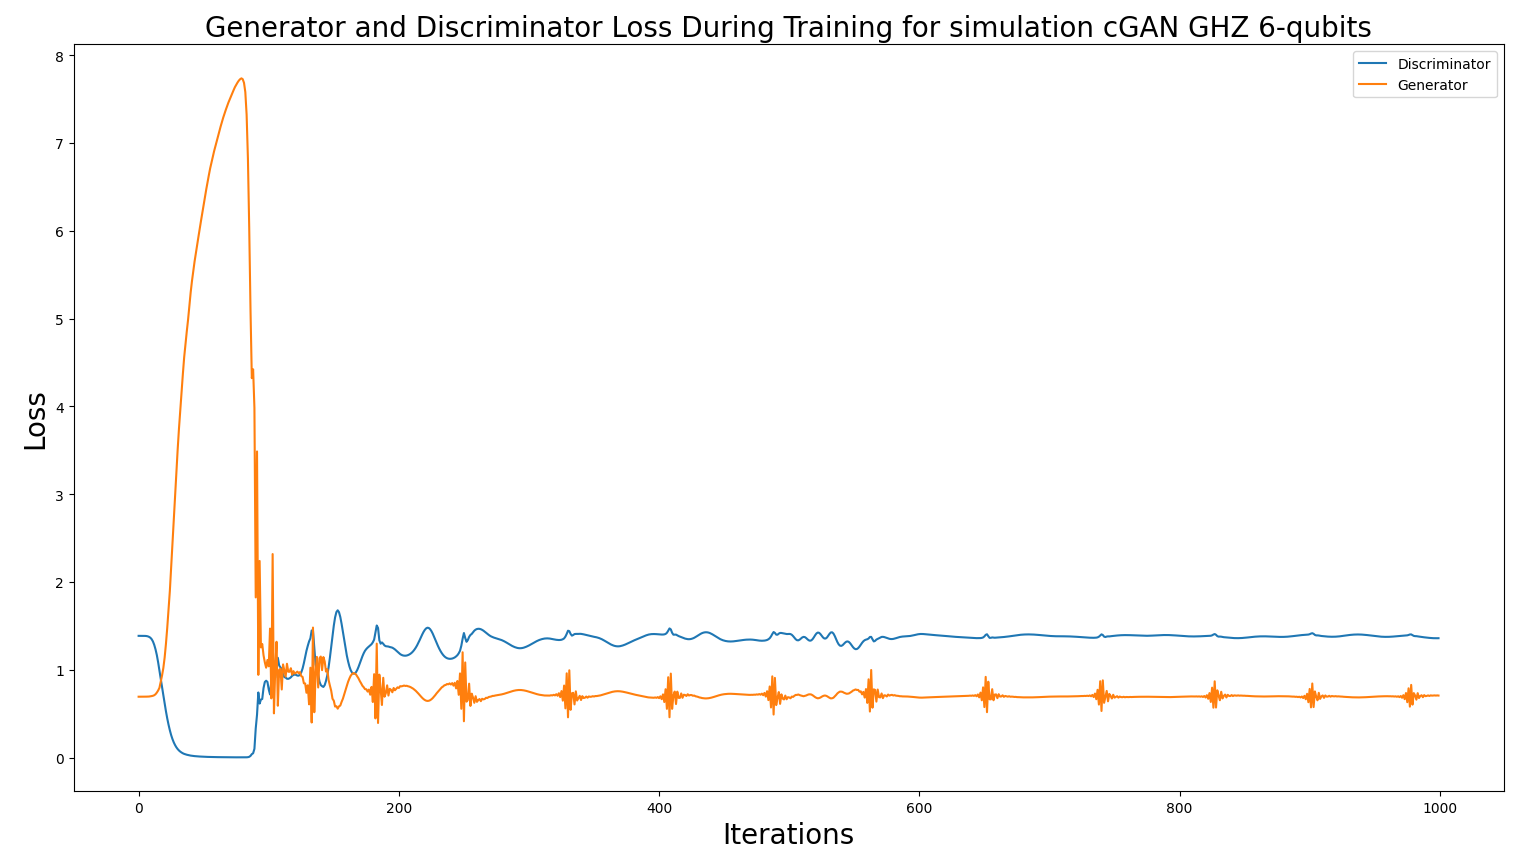 Generator and Discriminator Loss During Training for simulation cGAN GHZ 6-qubits
Discriminator
Generator
8
7
6
5
4
3
2
1
0
Loss
0 200 400 600 800 1000
Iterations